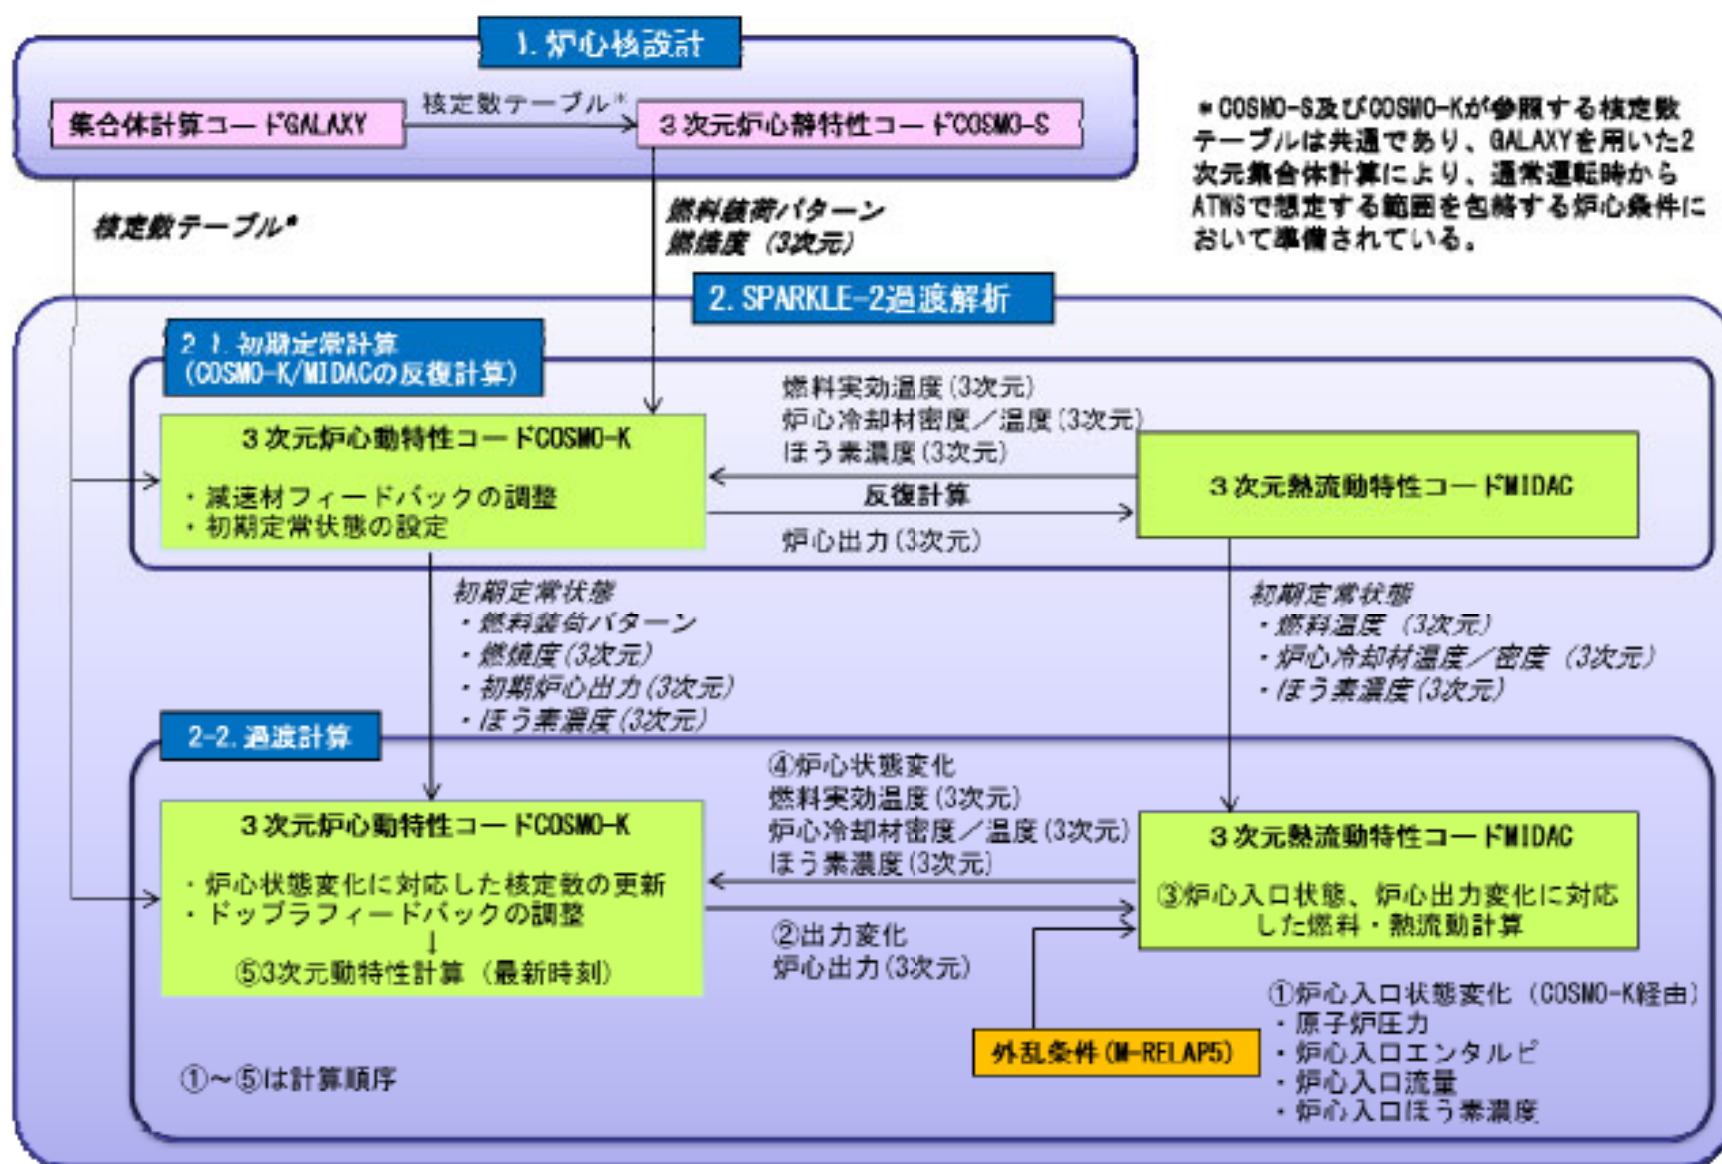 1. 炉心核設計
集合体計算コードGALAXY
核定数テーブル*
3次元炉心静特性コードCOSMO-S
*COSMO-S及びCOSMO-Kが参照する核定数
テーブルは共通であり、GALAXYを用いた2
次元集合体計算により、通常運転時から
ATWSで想定する範囲を包絡する炉心条件に
おいて準備されている。
核定数テーブル*
燃料装荷パターン
燃焼度 (3次元)
2. SPARKLE-2過渡解析
2-1. 初期定常計算
(COSMO-K/MIDACの反復計算)
3次元炉心動特性コードCOSMO-K
・減速材フィードバックの調整
・初期定常状態の設定
燃料実効温度(3次元)
炉心冷却材密度/温度(3次元)
ほう素濃度(3次元)
反復計算
炉心出力(3次元)
3次元熱流動特性コードMIDAC
初期定常状態
・燃料装荷パターン
・燃焼度(3次元)
・初期炉心出力(3次元)
・ほう素濃度(3次元)
初期定常状態
・燃料温度 (3次元)
・炉心冷却材温度/密度 (3次元)
・ほう素濃度(3次元)
2-2. 過渡計算
3次元炉心動特性コードCOSMO-K
・炉心状態変化に対応した核定数の更新
・ドップラフィードバックの調整
↓
⑤3次元動特性計算 (最新時刻)
④炉心状態変化
燃料実効温度(3次元)
炉心冷却材密度/温度(3次元)
ほう素濃度(3次元)
②出力変化
炉心出力(3次元)
3次元熱流動特性コードMIDAC
③炉心入口状態、炉心出力変化に対応
した燃料・熱流動計算
外乱条件(M-RELAP5)
①炉心入口状態変化 (COSMO-K経由)
・原子炉圧力
・炉心入口エンタルピ
・炉心入口流量
・炉心入口ほう素濃度
①~⑤は計算順序